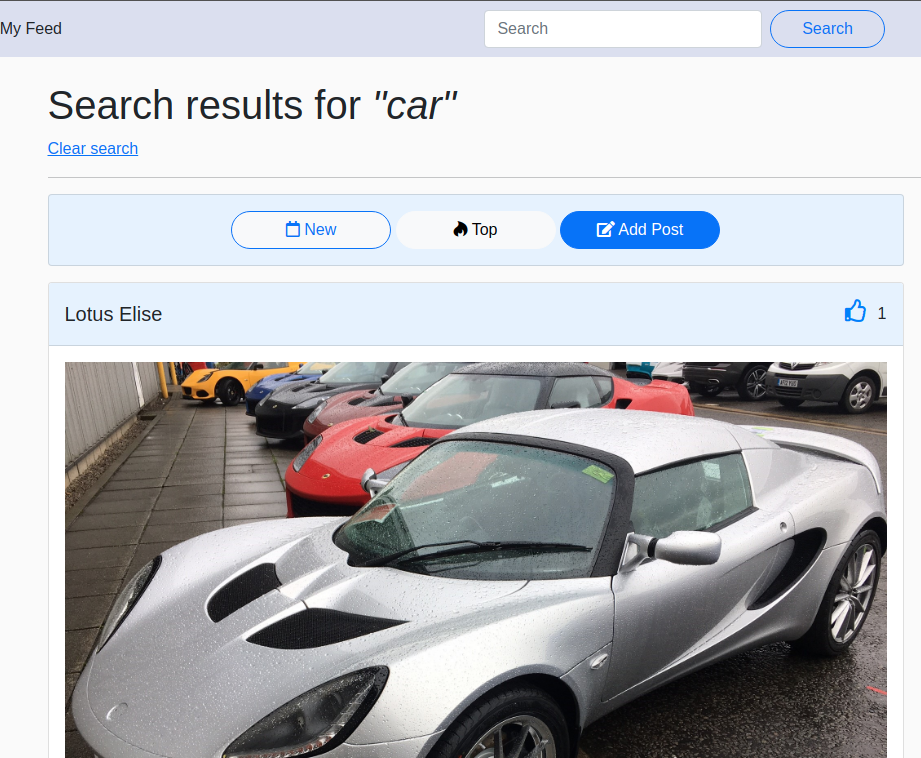 My Feed
Search
Search
Search results for "car"
Clear search
New
Top
Add Post
Lotus Elise
1